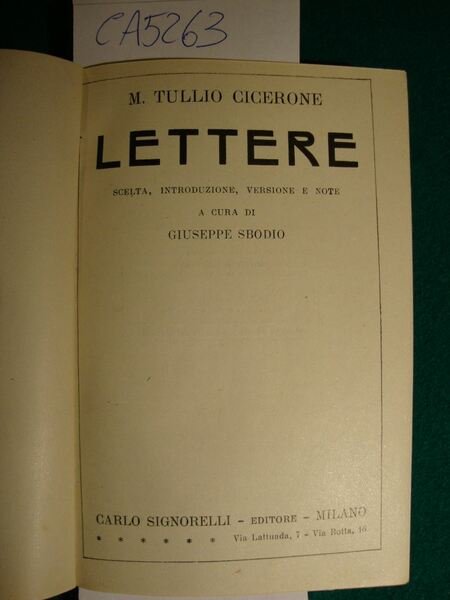 CA5263
M. TULLIO CICERONE
LETTERE
SCELTA, INTRODUZIONE, VERSIONE E NOTE
A CURA DI
GIUSEPPE SBODIO
CARLO SIGNORELLI - EDITORE - MILANO
* * * * * * Via Lattuada, 7 - Via Botta, 16